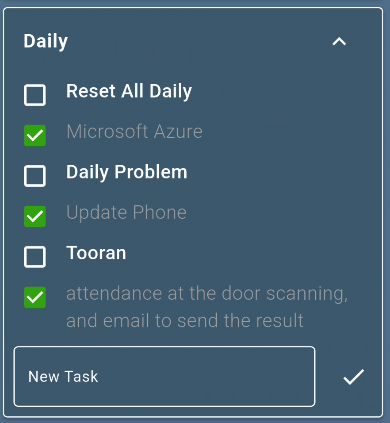 Daily
Reset All Daily
Microsoft Azure
Daily Problem
Update Phone
Tooran
attendance at the door scanning,
and email to send the result
New Task